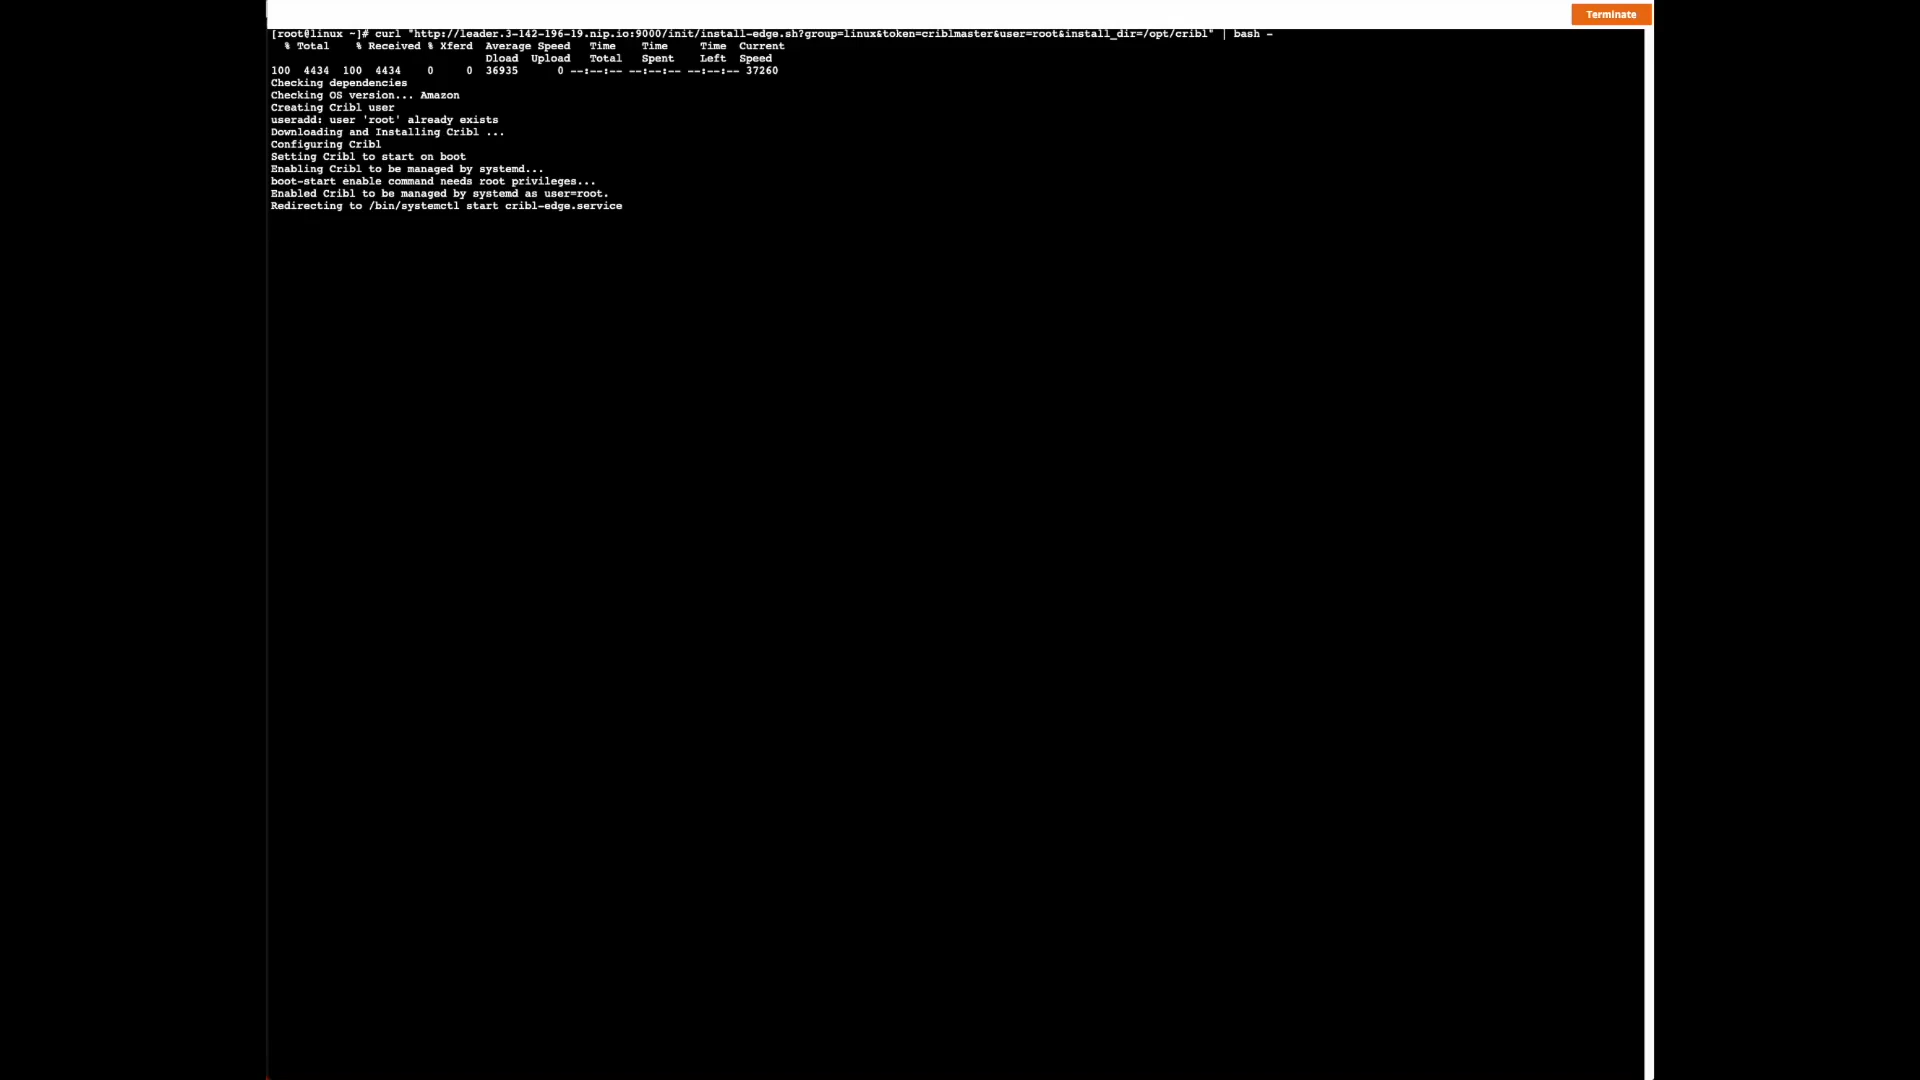 Terminate
[root@linux ~]# curl "http://leader.3-142-196-19.nip.io:9000/init/install-edge.sh?group=linux&token=criblmaster&user=root&install_dir=/opt/cribl" | bash -
% Total % Received % Xferd Average Speed Time Time Time Current
Dload Upload Total Spent Left Speed
100 4434 100 4434 0 0 36935 0 --:--:-- --:--:-- --:--:-- 37260
Checking dependencies
Checking OS version... Amazon
Creating Cribl user
useradd: user 'root' already exists
Downloading and Installing Cribl ...
Configuring Cribl
Setting Cribl to start on boot
Enabling Cribl to be managed by systemd...
boot-start enable command needs root privileges...
Enabled Cribl to be managed by systemd as user=root.
Redirecting to /bin/systemctl start cribl-edge.service